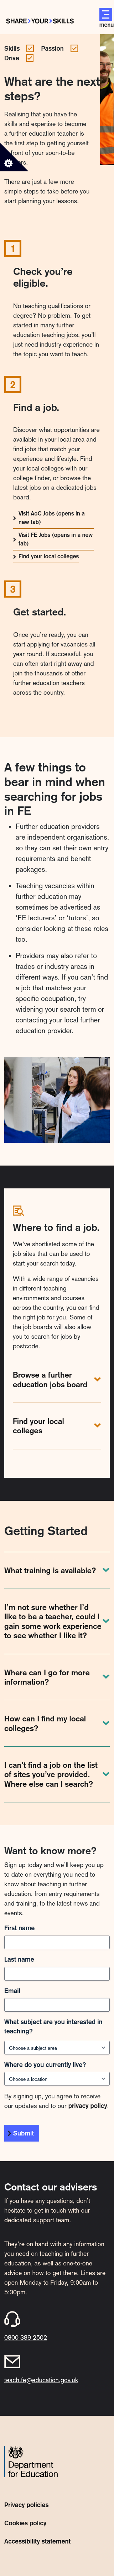 SHARE>YOUR>SKILLS
menu
Skills
Passion
Drive
What are the next
steps?
Realising that you have the
skills and expertise to become
a further education teacher is
the first step to getting yourself
in front of your soon-to-be
learners.
There are just a few more
simple steps to take before you
start planning your lessons.
1
Check you're
eligible.
No teaching qualifications or
degree? No problem. To get
started in many further
education teaching jobs, you'll
just need industry experience in
the topic you want to teach.
2
Find a job.
Discover what opportunities are
available in your local area and
find jobs that match your
experience and lifestyle. Find
your local colleges with our
college finder, or browse the
latest jobs on a dedicated jobs
board.
Visit AoC Jobs (opens in a
new tab)
Visit FE Jobs (opens in a new
tab)
Find your local colleges
3
Get started.
Once you're ready, you can
start applying for vacancies all
year round. If successful, you
can often start right away and
join the thousands of other
further education teachers
across the country.
A few things to
bear in mind when
searching for jobs
in FE
Further education providers
are independent organisations,
so they can set their own entry
requirements and benefit
packages.
Teaching vacancies within
further education may
sometimes be advertised as
'FE lecturers' or 'tutors', so
consider looking at these roles
too.
Providers may also refer to
trades or industry areas in
different ways. If you can't find
a job that matches your
specific occupation, try
widening your search term or
contacting your local further
education provider.
Where to find a job.
We've shortlisted some of the
job sites that can be used to
start your search today.
With a wide range of vacancies
in different teaching
environments and courses
across the country, you can find
the right job for you. Some of
the job boards will also allow
you to search for jobs by
postcode.
Browse a further
education jobs board
Find your local
colleges
Getting Started
What training is available?
I'm not sure whether I'd
like to be a teacher, could I
gain some work experience
to see whether I like it?
Where can I go for more
information?
How can I find my local
colleges?
I can't find a job on the list
of sites you've provided.
Where else can I search?
Want to know more?
Sign up today and we'll keep you up
to date on everything you need to
know about teaching in further
education, from entry requirements
and training, to the latest news and
events.
First name
Last name
Email
What subject are you interested in
teaching?
Choose a subject area
Where do you currently live?
Choose a location
By signing up, you agree to receive
our updates and to our privacy policy.
Submit
Contact our advisers
If you have any questions, don't
hesitate to get in touch with our
dedicated support team.
They're on hand with any information
you need on teaching in further
education, as well as one-to-one
advice on how to get there. Lines are
open Monday to Friday, 9:00am to
5:30pm.
0800 389 2502
teach.fe@education.gov.uk
Department
for Education
Privacy policies
Cookies policy
Accessibility statement